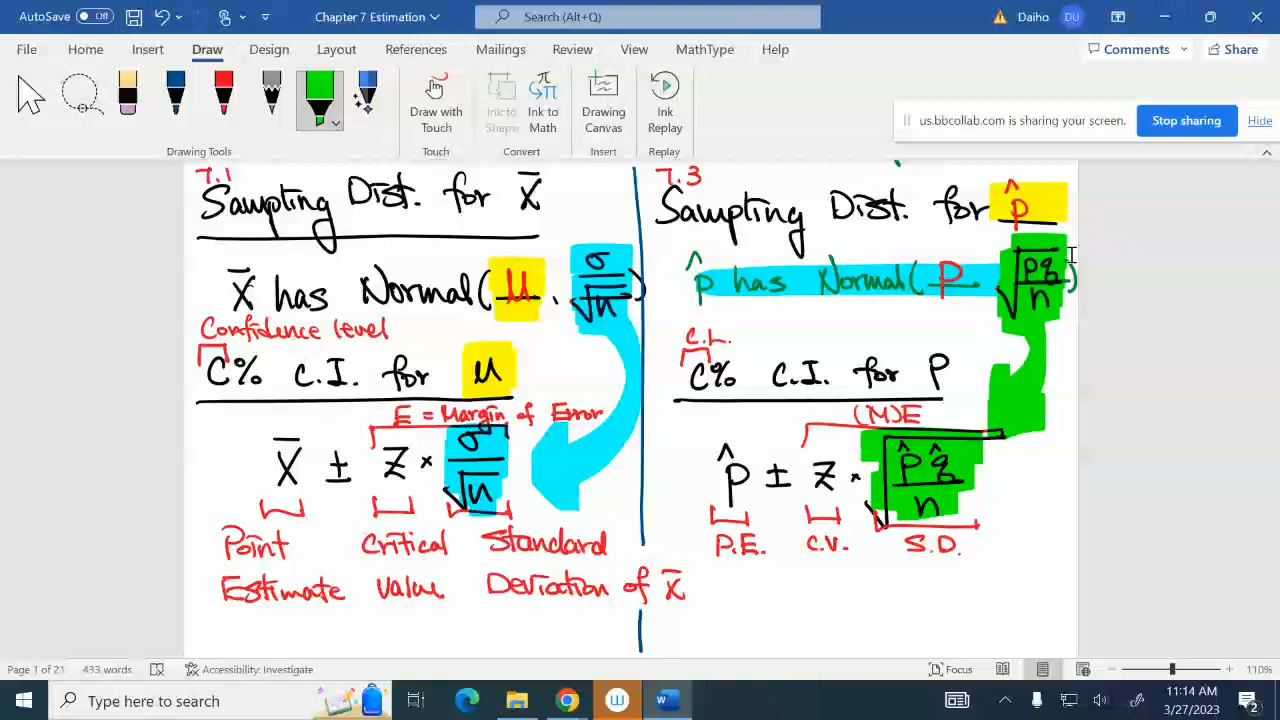 AutoSave Off Chapter 7 Estimation Search (Alt+Q) Daiho DU
File Home Insert Draw Design Layout References Mailings Review View MathType Help Comments Share
Draw with Touch
Ink to Shape
Ink to Math
Drawing Canvas
Ink Replay
Drawing Tools Touch Convert Insert Replay
us.bbcollab.com is sharing your screen. Stop sharing Hide
7.1
Sampting Dist. for X̄
X̄ has Normal( μ , σ/√n )
Confidence level
C% C.I. for μ
E = Margin of Error
X̄ ± Z * σ/√n
Point Critical Standard
Estimate Value Deviation of X̄
7.3
Sampting Dist. for p̂
p̂ has Normal( p √(pq/n) )
C.L.
C% C.I. for P
(M)E
p̂ ± Z * √(p̂q̂/n)
P.E. C.V. S.D.
Page 1 of 21 433 words Accessibility: Investigate Focus 110%
Type here to search
11:14 AM
3/27/2023
2